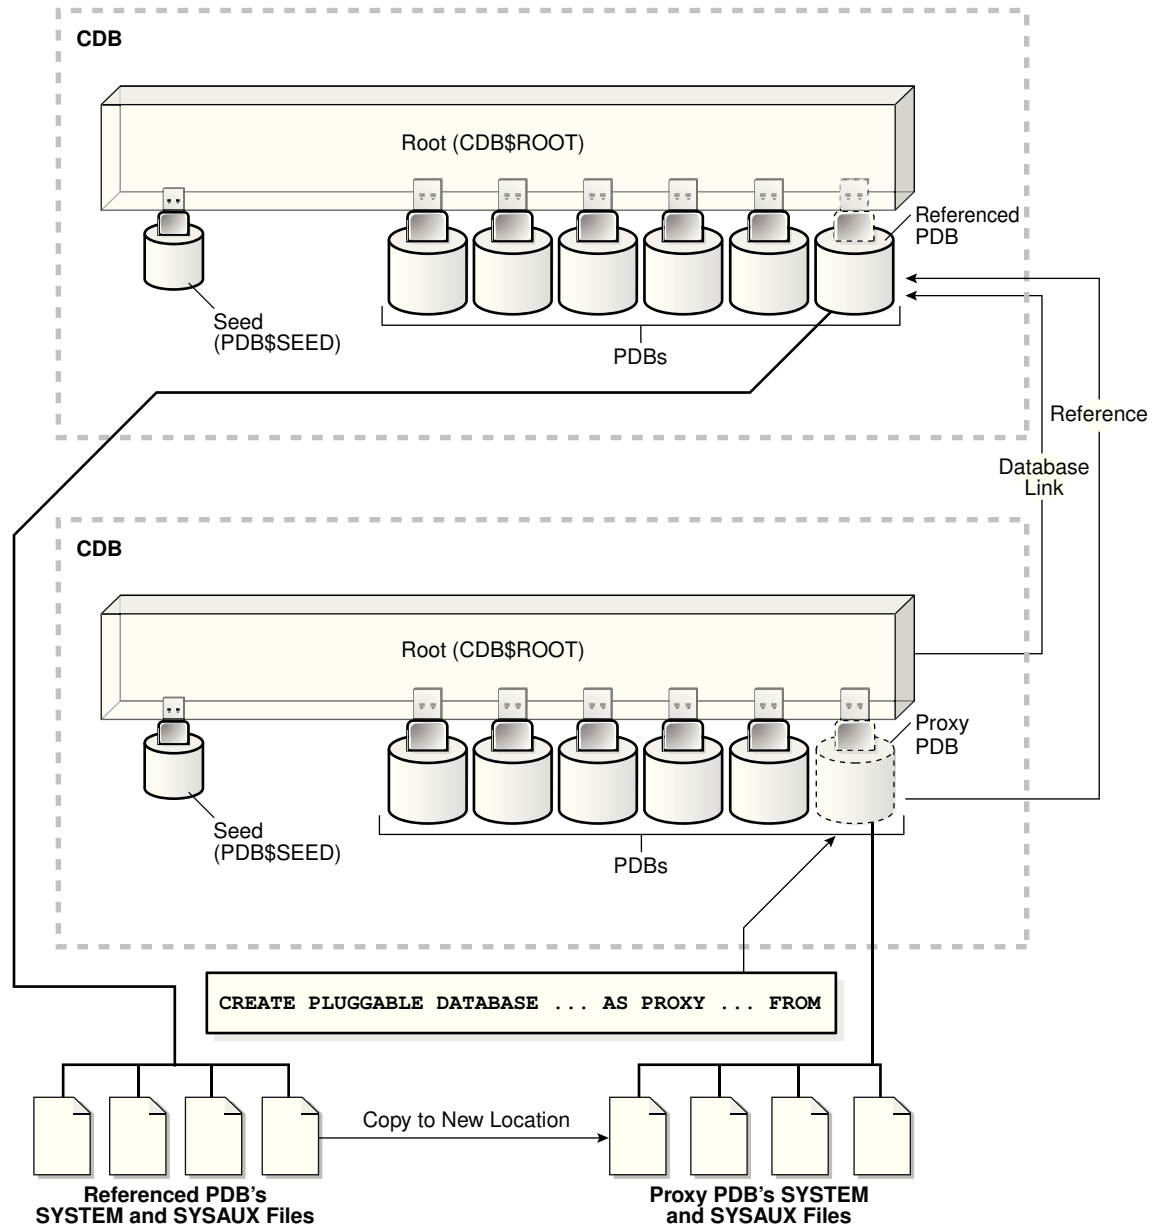 CDB
Root (CDB$ROOT)
Referenced
PDB
Seed
(PDB$SEED)
PDBs
Reference
Database
Link
CDB
Root (CDB$ROOT)
Proxy
PDB
Seed
(PDB$SEED)
PDBs
CREATE PLUGGABLE DATABASE ... AS PROXY ... FROM
Copy to New Location
Referenced PDB's
SYSTEM and SYSAUX Files
Proxy PDB's SYSTEM
and SYSAUX Files